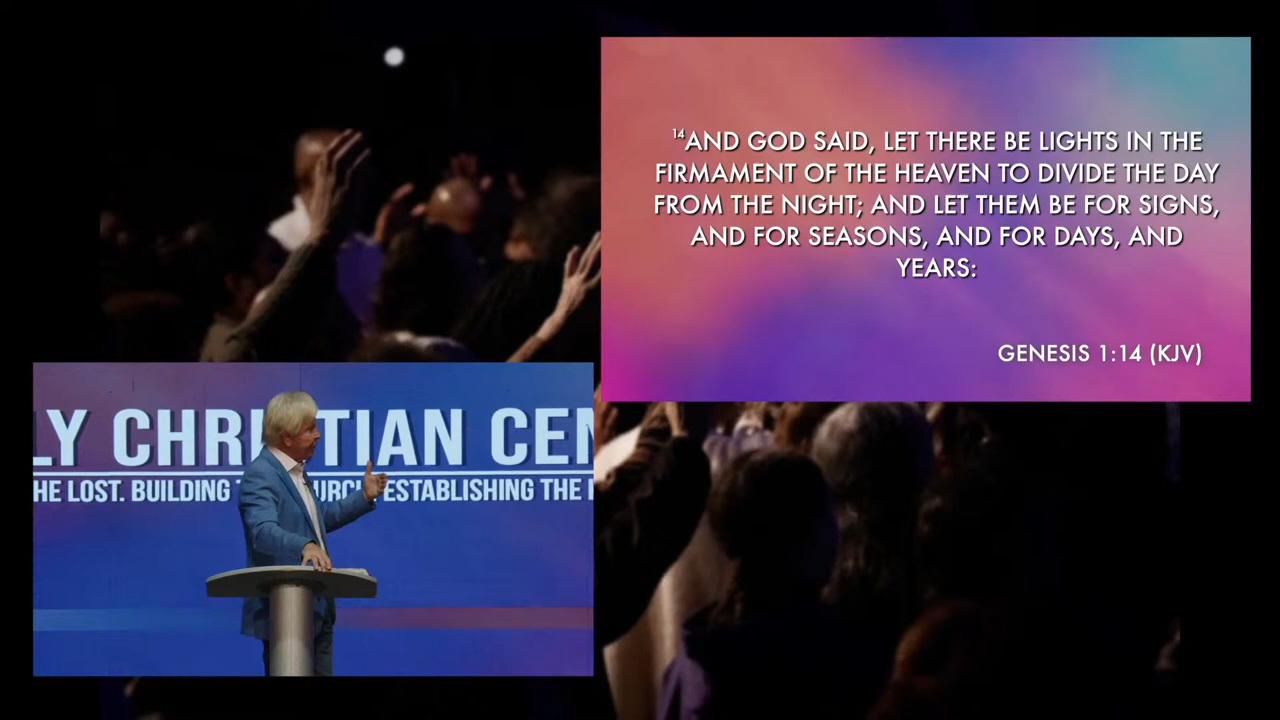 ¹⁴AND GOD SAID, LET THERE BE LIGHTS IN THE
FIRMAMENT OF THE HEAVEN TO DIVIDE THE DAY
FROM THE NIGHT; AND LET THEM BE FOR SIGNS,
AND FOR SEASONS, AND FOR DAYS, AND
YEARS:
GENESIS 1:14 (KJV)
LY CHRISTIAN CEN
HE LOST. BUILDING URCH. ESTABLISHING THE